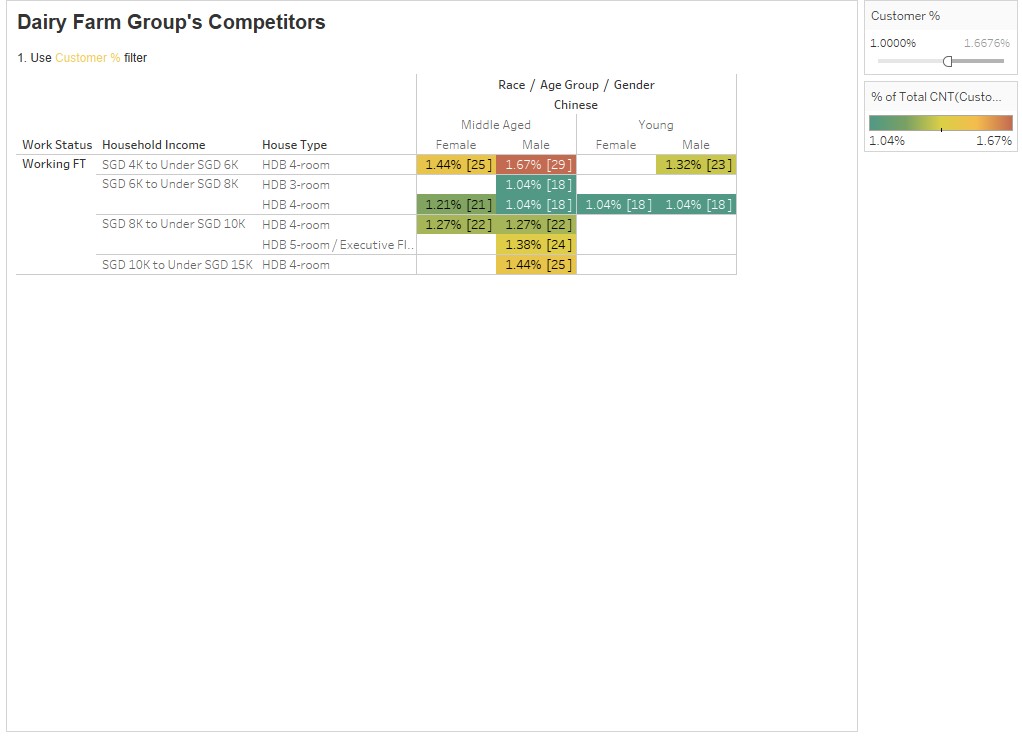 Dairy Farm Group's Competitors
1. Use Customer % filter
Race / Age Group / Gender
Chinese
Middle Aged Young
Work Status Household Income House Type Female Male Female Male
Working FT SGD 4K to Under SGD 6K HDB 4-room 1.44% [25] 1.67% [29] 1.32% [23]
SGD 6K to Under SGD 8K HDB 3-room 1.04% [18]
HDB 4-room 1.21% [21] 1.04% [18] 1.04% [18] 1.04% [18]
SGD 8K to Under SGD 10K HDB 4-room 1.27% [22] 1.27% [22]
HDB 5-room / Executive Fl.. 1.38% [24]
SGD 10K to Under SGD 15K HDB 4-room 1.44% [25]
Customer %
1.0000% 1.6676%
% of Total CNT(Custo...
1.04% 1.67%